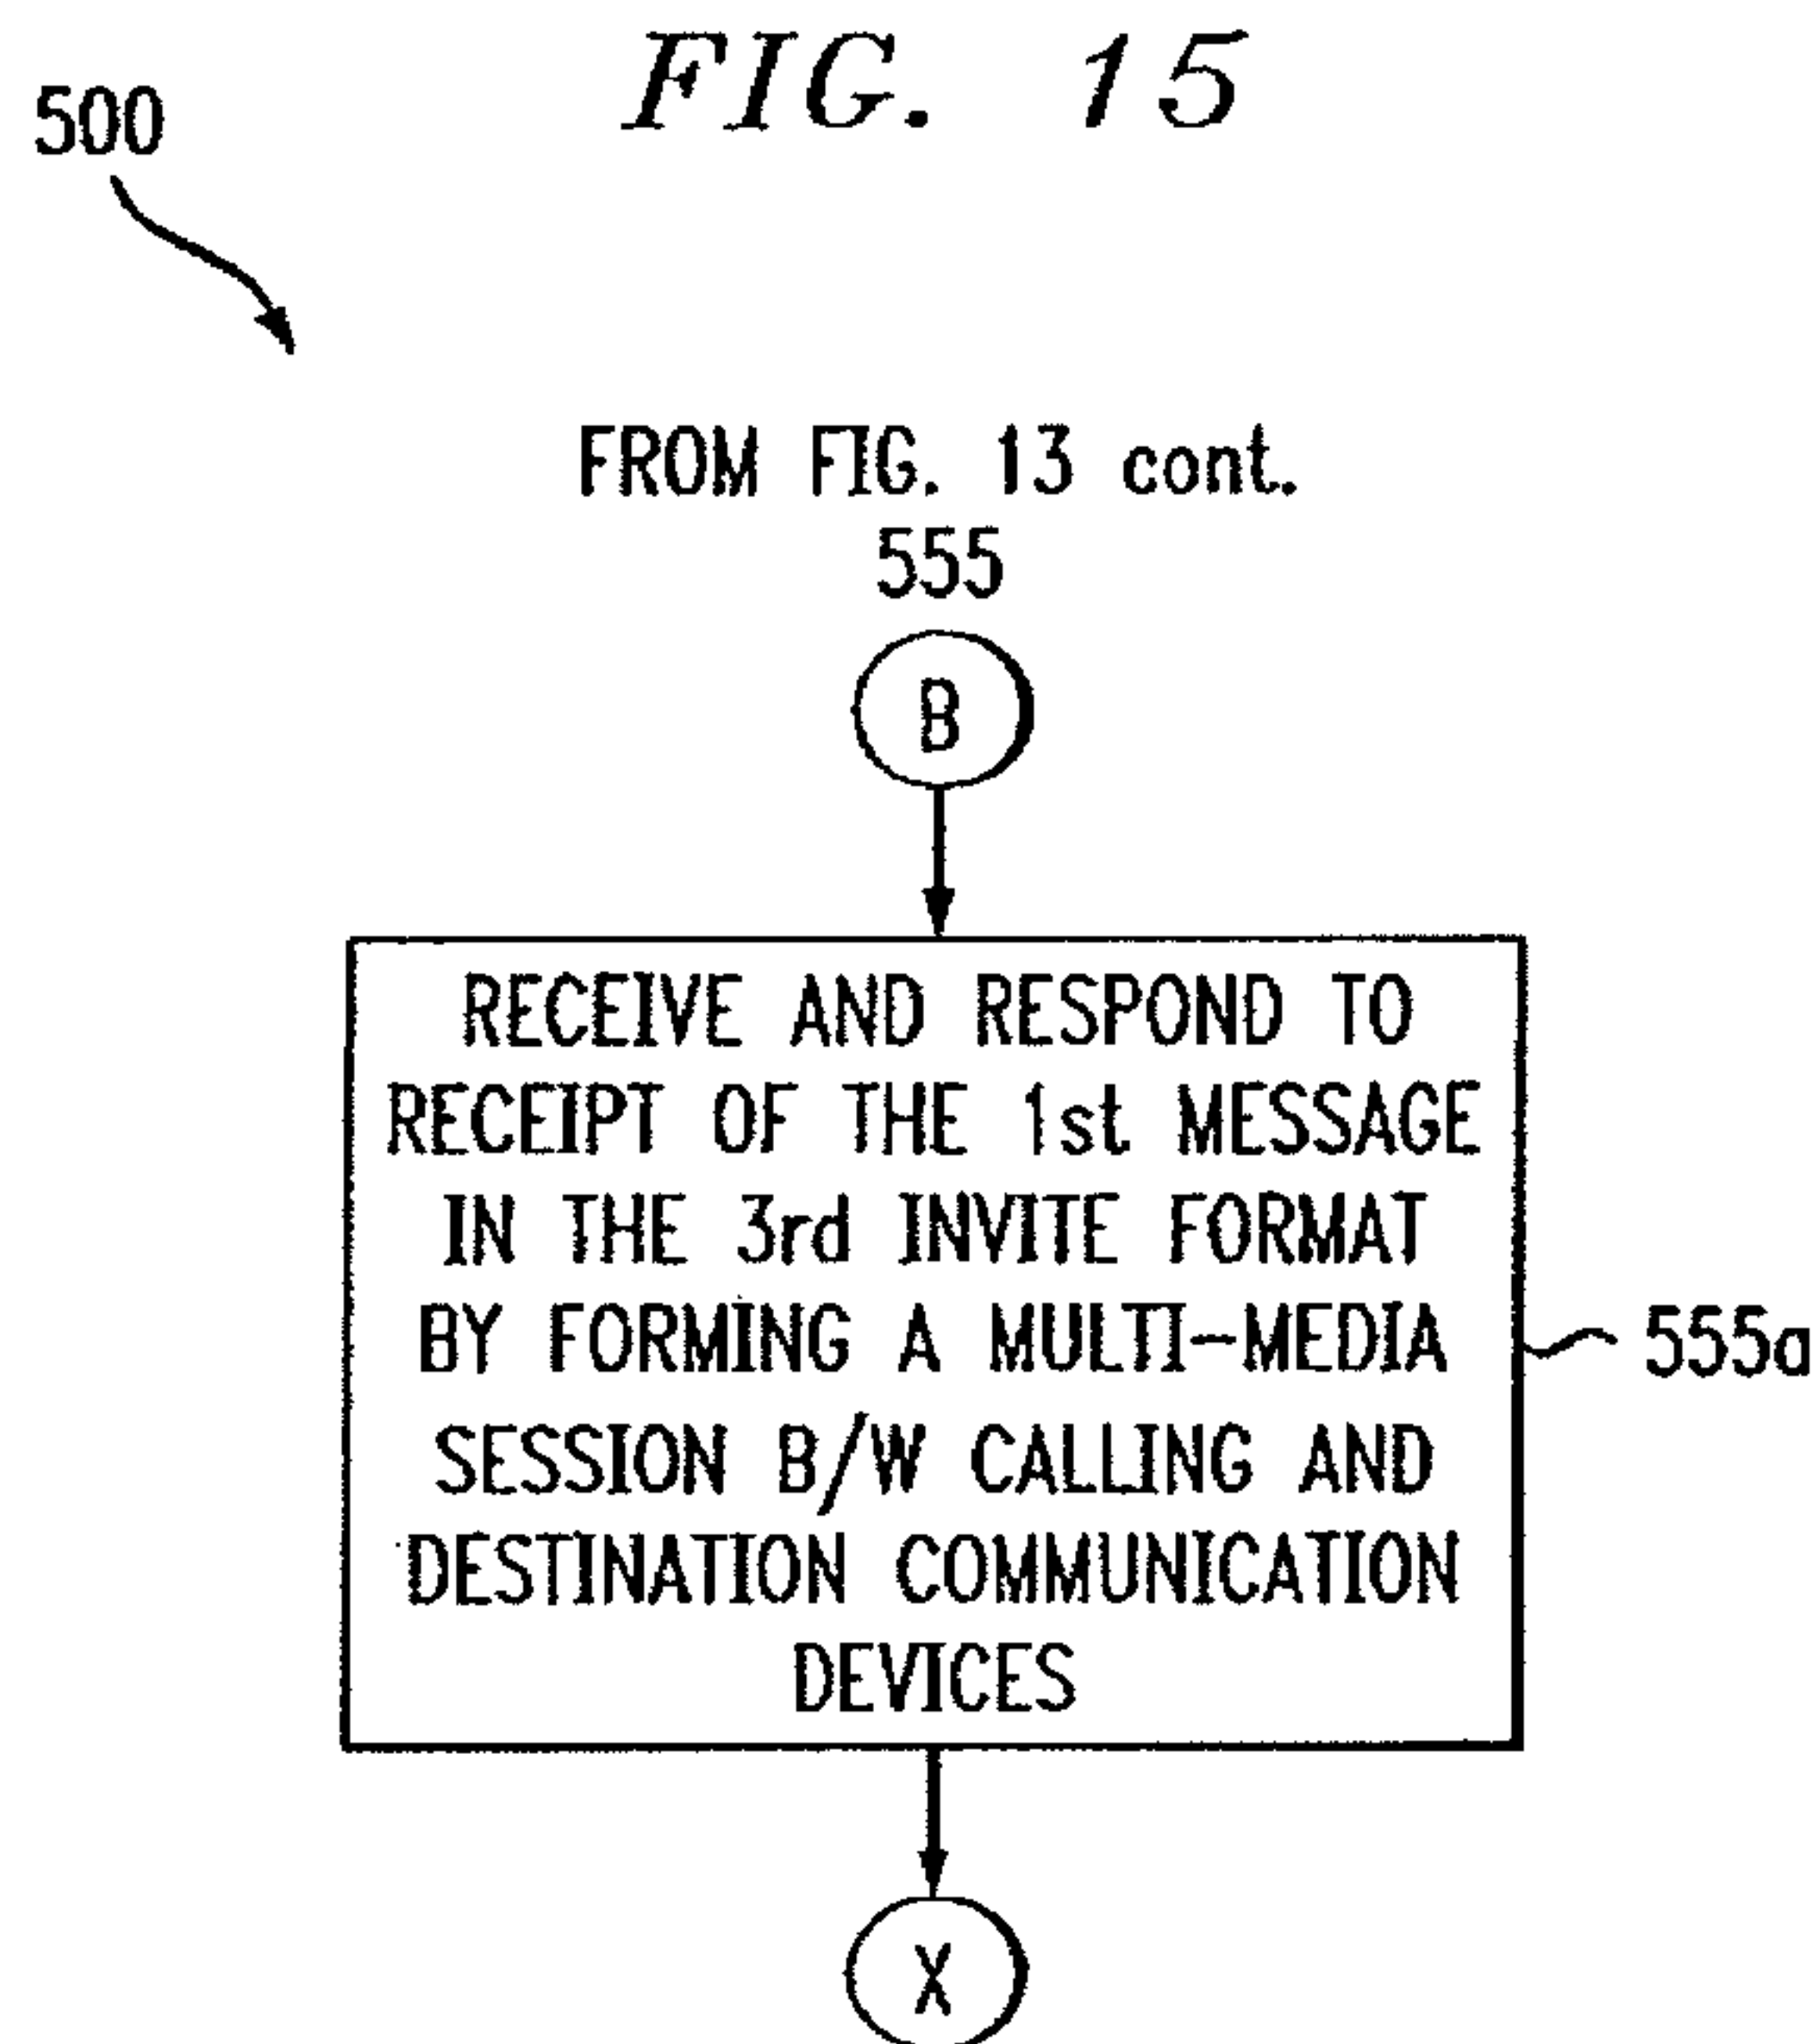 FIG. 15
500
FROM FIG. 13 cont.
555
B
RECEIVE AND RESPOND TO
RECEIPT OF THE 1st MESSAGE
IN THE 3rd INVITE FORMAT
BY FORMING A MULTI-MEDIA
SESSION B/W CALLING AND
DESTINATION COMMUNICATION
DEVICES
555a
X